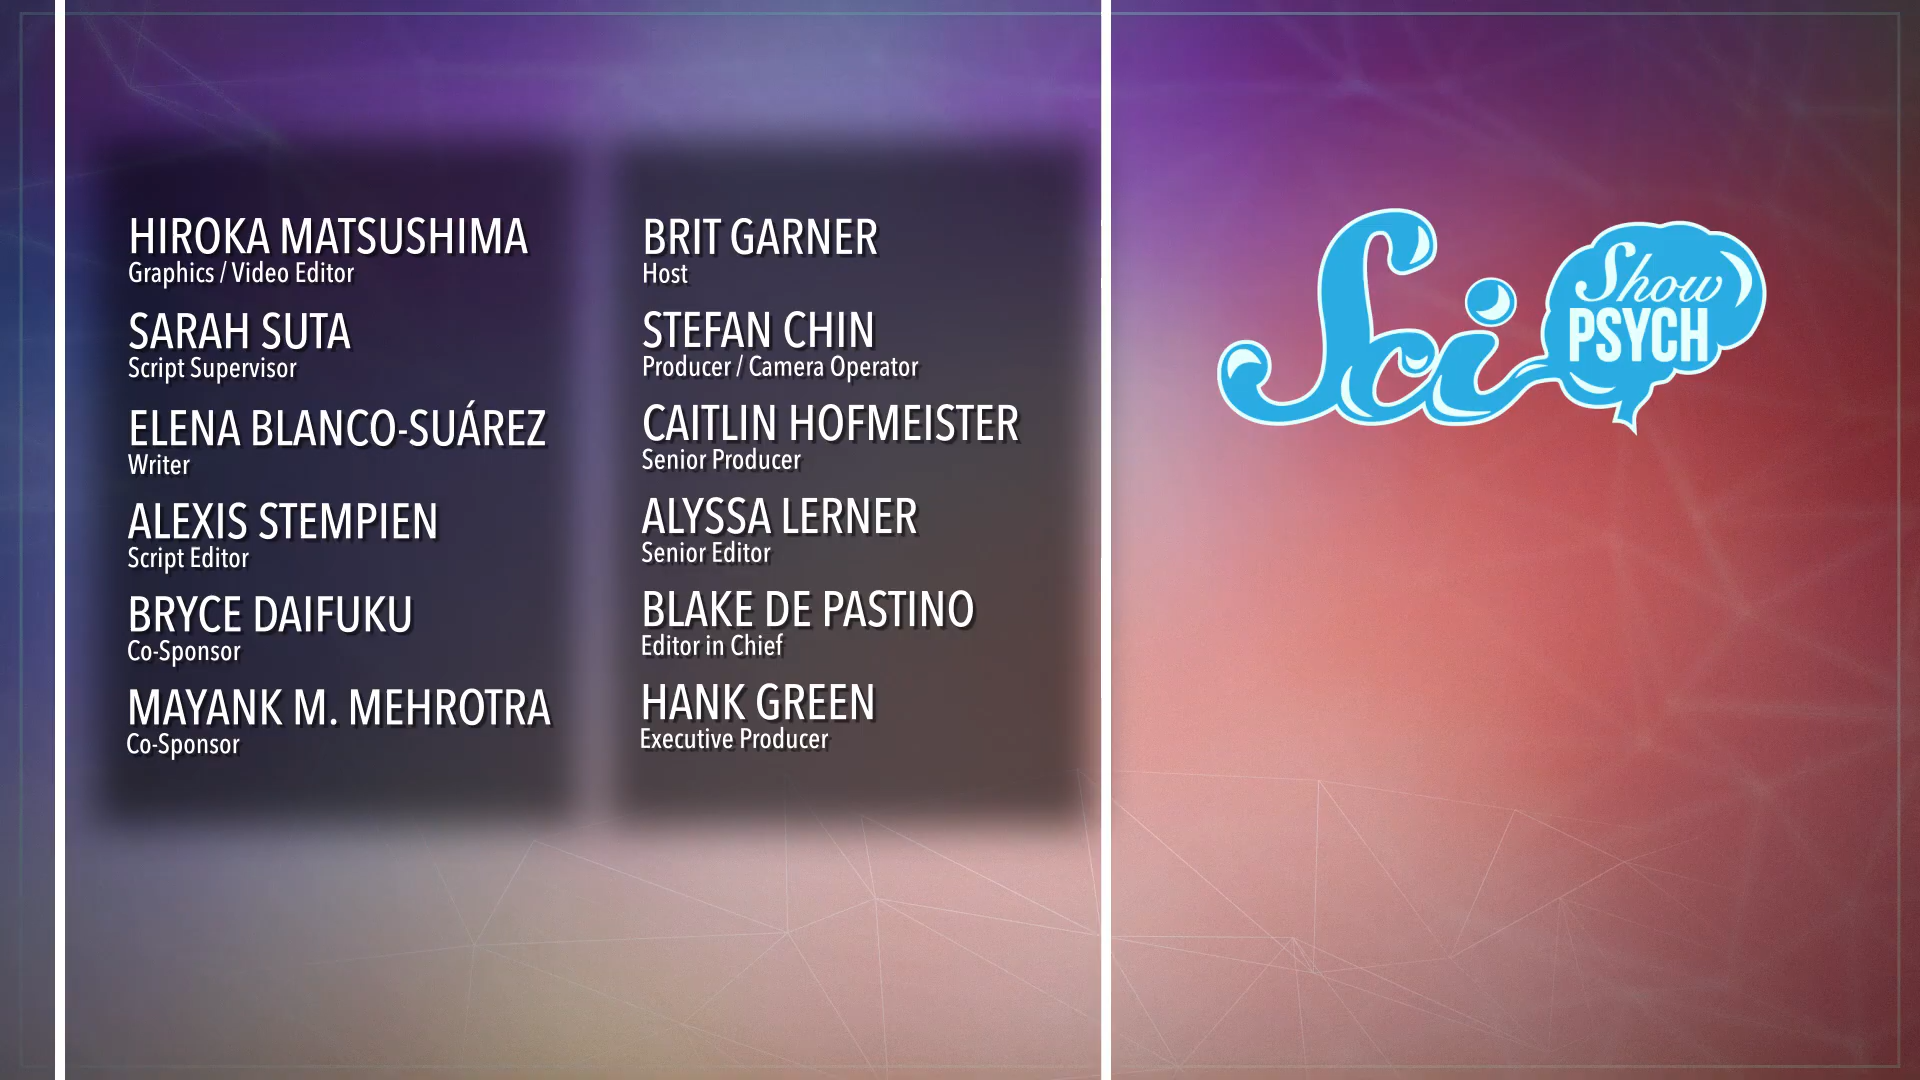 HIROKA MATSUSHIMA
Graphics / Video Editor
SARAH SUTA
Script Supervisor
ELENA BLANCO-SUÁREZ
Writer
ALEXIS STEMPIEN
Script Editor
BRYCE DAIFUKU
Co-Sponsor
MAYANK M. MEHROTRA
Co-Sponsor
BRIT GARNER
Host
STEFAN CHIN
Producer / Camera Operator
CAITLIN HOFMEISTER
Senior Producer
ALYSSA LERNER
Senior Editor
BLAKE DE PASTINO
Editor in Chief
HANK GREEN
Executive Producer
Sci
Show
PSYCH